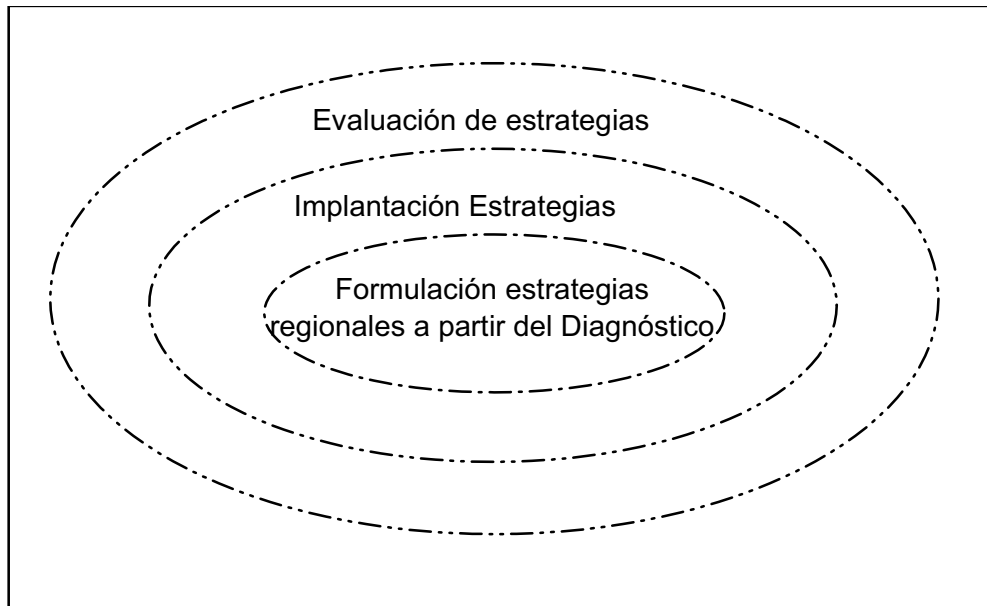 Evaluación de estrategias
Implantación Estrategias
Formulación estrategias
regionales a partir del Diagnóstico